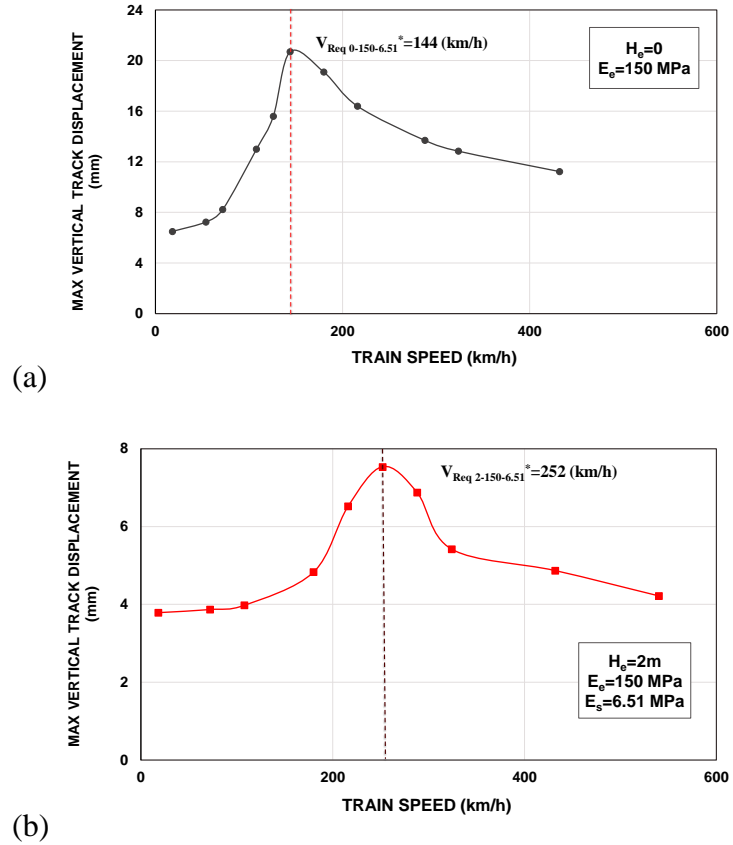 24
20
16
12
8
4
0
0
200
400
600
MAX VERTICAL TRACK DISPLACEMENT
(mm)
TRAIN SPEED (km/h)
V_Req 0-150-6.51*=144 (km/h)
H_e=0
E_e=150 MPa
(a)
8
6
4
2
0
0
200
400
600
MAX VERTICAL TRACK DISPLACEMENT
(mm)
TRAIN SPEED (km/h)
V_Req 2-150-6.51*=252 (km/h)
H_e=2m
E_e=150 MPa
E_s=6.51 MPa
(b)